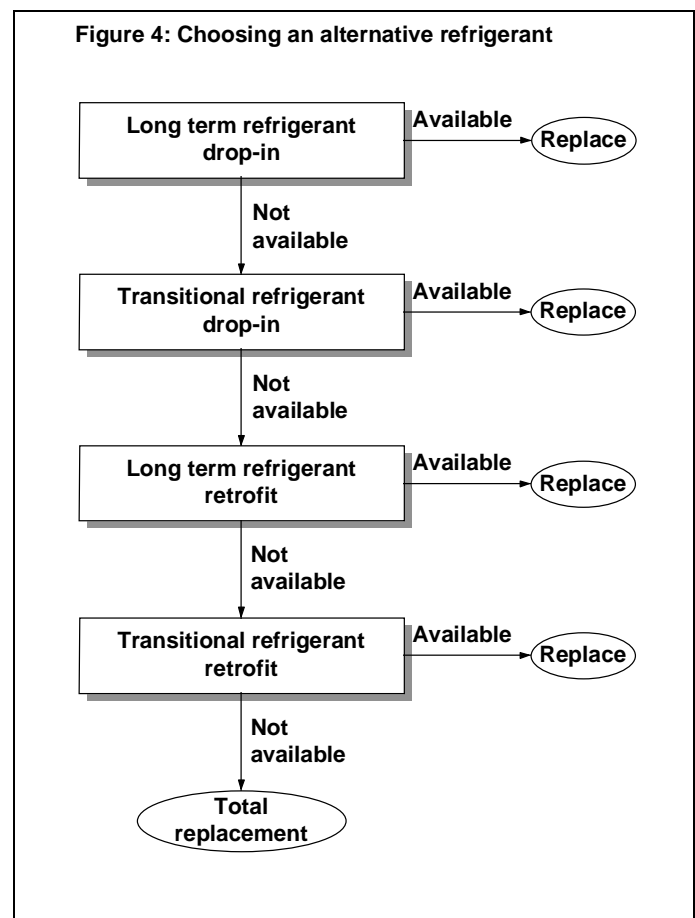 Figure 4: Choosing an alternative refrigerant
Long term refrigerant
drop-in
Available
Replace
Not
available
Transitional refrigerant
drop-in
Available
Replace
Not
available
Long term refrigerant
retrofit
Available
Replace
Not
available
Transitional refrigerant
retrofit
Available
Replace
Not
available
Total
replacement